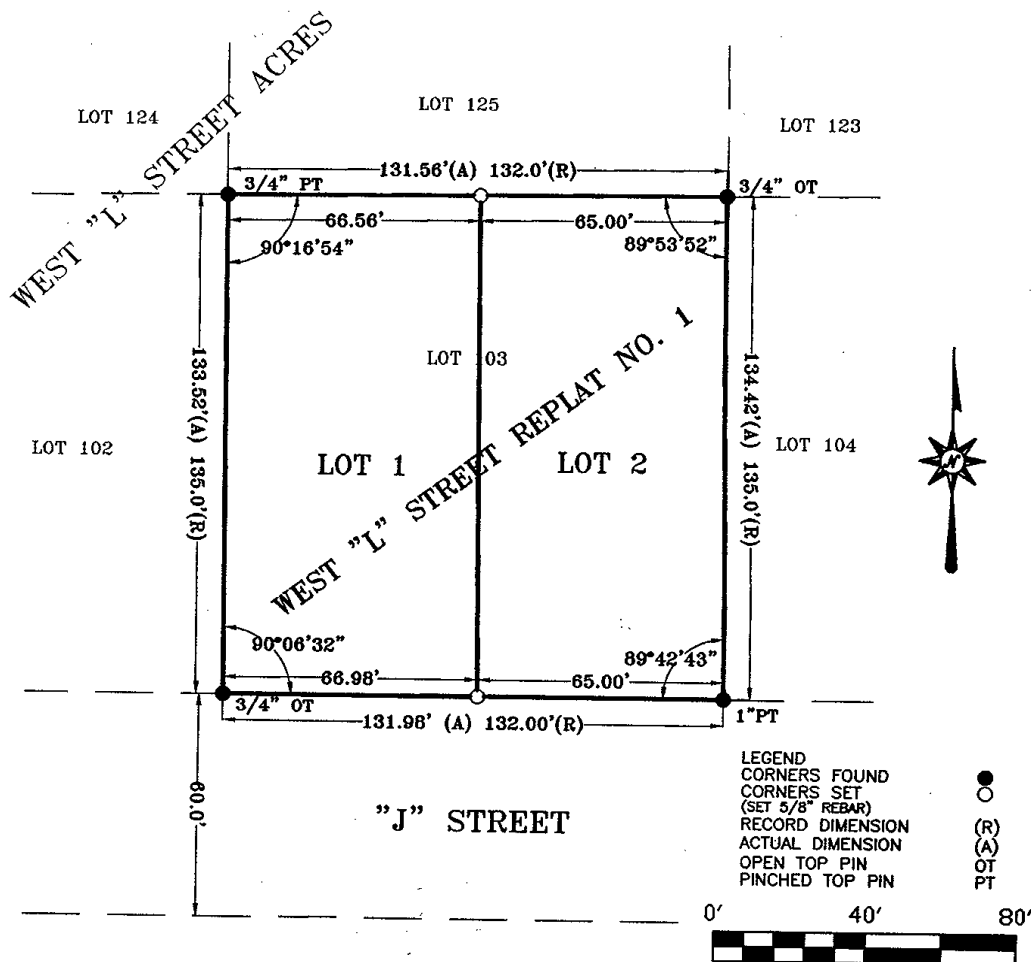 WEST "L" STREET ACRES
LOT 124
LOT 125
LOT 123
131.56'(A) 132.0'(R)
3/4" PT
3/4" OT
66.56'
65.00'
90°16'54"
89°53'52"
133.52'(A) 135.0'(R)
134.42'(A) 135.0'(R)
LOT 103
WEST "L" STREET REPLAT NO. 1
LOT 102
LOT 1
LOT 2
LOT 104
N
90°06'32"
89°42'43"
66.98'
65.00'
3/4" OT
1"PT
131.98' (A) 132.00'(R)
60.0'
"J" STREET
LEGEND
CORNERS FOUND
CORNERS SET
(SET 5/8" REBAR)
RECORD DIMENSION (R)
ACTUAL DIMENSION (A)
OPEN TOP PIN OT
PINCHED TOP PIN PT
0' 40' 80'